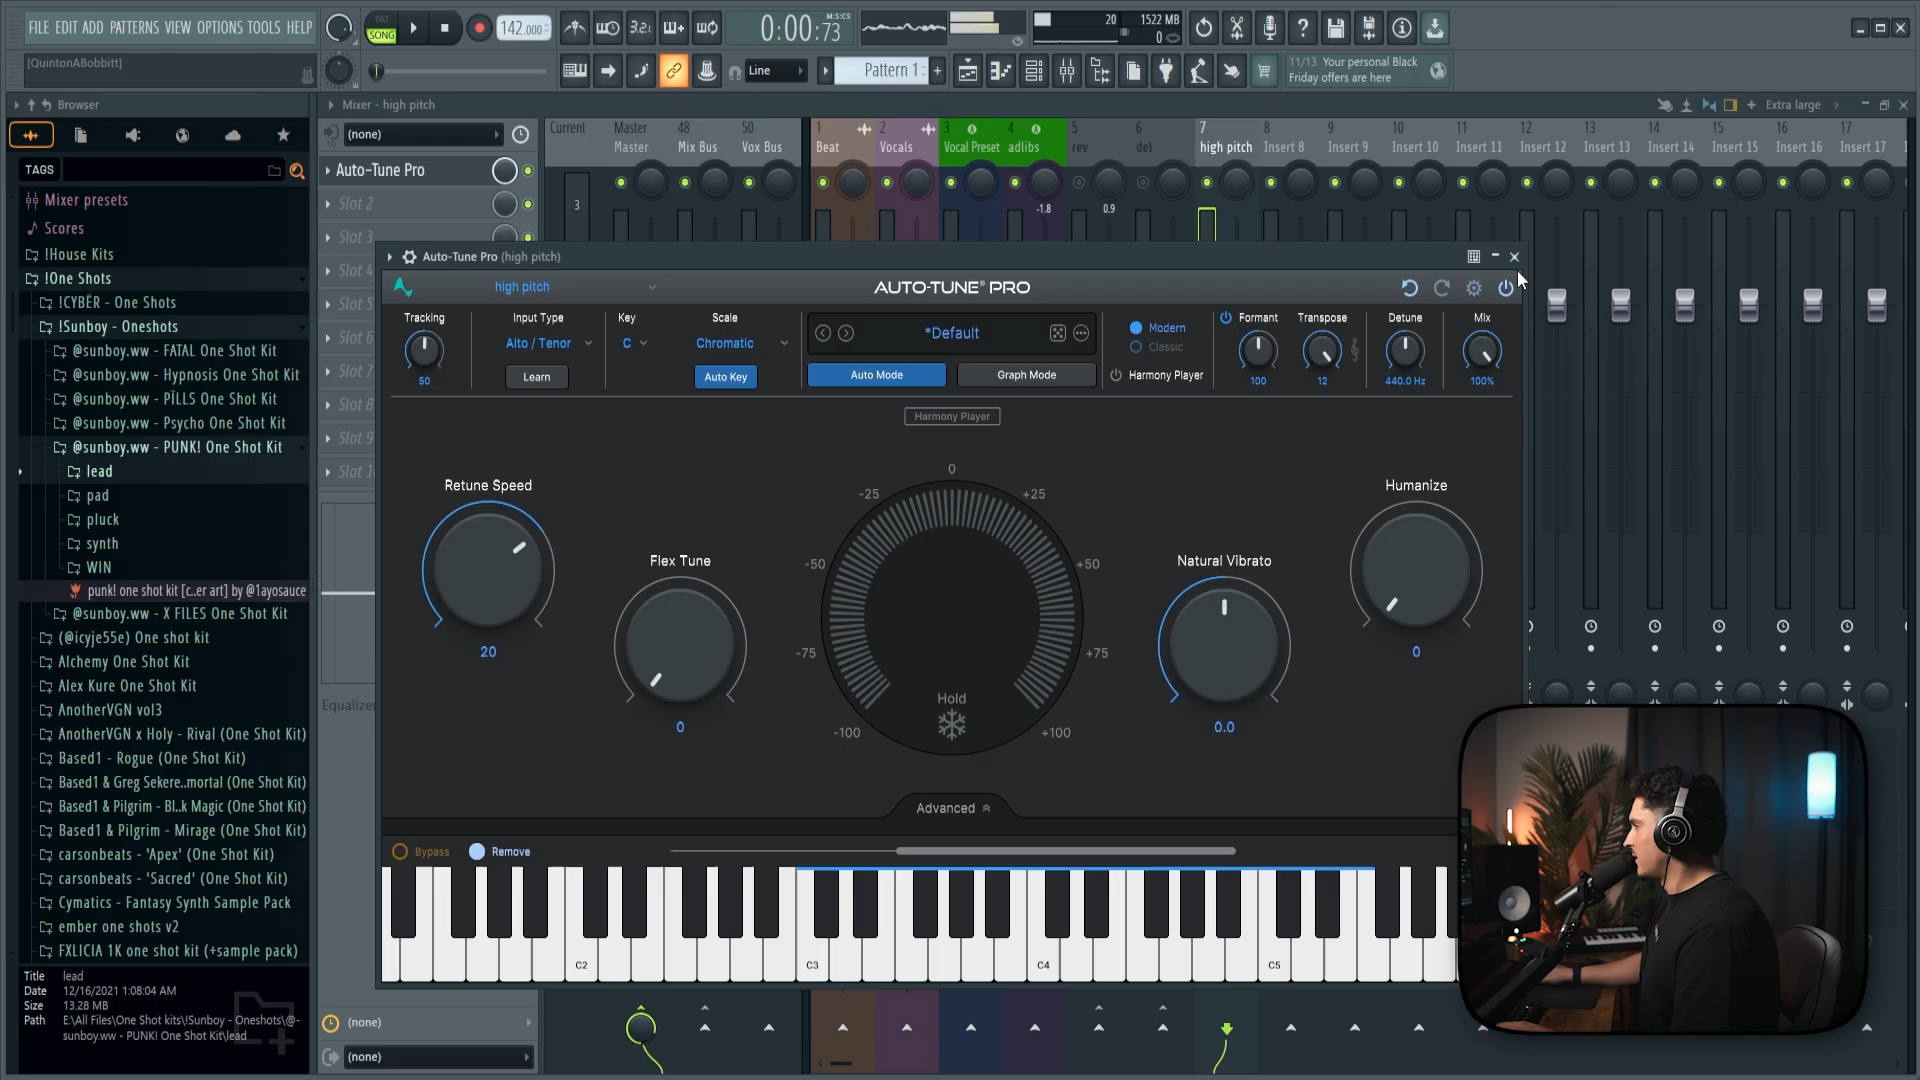 FILE EDIT ADD PATTERNS VIEW OPTIONS TOOLS HELP
PAT
SONG
142.000
3.2.
0:00:73
M:S:CS
20
1522 MB
0
[QuintonABobbitt]
Line
Pattern 1
11/13 Your personal Black
Friday offers are here
Browser
TAGS
Mixer presets
Scores
!House Kits
!One Shots
!CYBËR - One Shots
!Sunboy - Oneshots
@sunboy.ww - FATAL One Shot Kit
@sunboy.ww - Hypnosis One Shot Kit
@sunboy.ww - PÏLLS One Shot Kit
@sunboy.ww - Psycho One Shot Kit
@sunboy.ww - PUNK! One Shot Kit
lead
pad
pluck
synth
WIN
punk! one shot kit [c..er art] by @1ayosauce
@sunboy.ww - X FILES One Shot Kit
(@icyje55e) One shot kit
Alchemy One Shot Kit
Alex Kure One Shot Kit
AnotherVGN vol3
AnotherVGN x Holy - Rival (One Shot Kit)
Based1 - Rogue (One Shot Kit)
Based1 & Greg Sekere..mortal (One Shot Kit)
Based1 & Pilgrim - Bl..k Magic (One Shot Kit)
Based1 & Pilgrim - Mirage (One Shot Kit)
carsonbeats - 'Apex' (One Shot Kit)
carsonbeats - 'Sacred' (One Shot Kit)
Cymatics - Fantasy Synth Sample Pack
ember one shots v2
FXLICIA 1K one shot kit (+sample pack)
Title lead
Date 12/16/2021 1:08:04 AM
Size 13.28 MB
Path E:\All Files\One Shot kits\!Sunboy - Oneshots\@-
sunboy.ww - PUNK! One Shot Kit\lead
Mixer - high pitch
Extra large
(none)
Auto-Tune Pro
Slot 2
Slot 3
Slot 4
Slot 5
Slot 6
Slot 7
Slot 8
Slot 9
Slot 1
Equalizer
(none)
(none)
Current Master 48 50 1 2 3 4 5 6 7 8 9 10 11 12 13 14 15 16 17
Master Mix Bus Vox Bus Beat Vocals Vocal Preset adlibs rev del high pitch Insert 8 Insert 9 Insert 10 Insert 11 Insert 12 Insert 13 Insert 14 Insert 15 Insert 16 Insert 17
3
-1.8
0.9
Auto-Tune Pro (high pitch)
high pitch
AUTO-TUNE® PRO
Tracking
50
Input Type
Alto / Tenor
Learn
Key
C
Scale
Chromatic
Auto Key
*Default
Auto Mode
Graph Mode
Modern
Classic
Harmony Player
Formant
100
Transpose
12
Detune
440.0 Hz
Mix
100%
Harmony Player
Retune Speed
20
Flex Tune
0
0
-25
+25
-50
+50
-75
+75
-100
+100
Hold
Natural Vibrato
0.0
Humanize
0
Advanced
Bypass
Remove
C2
C3
C4
C5